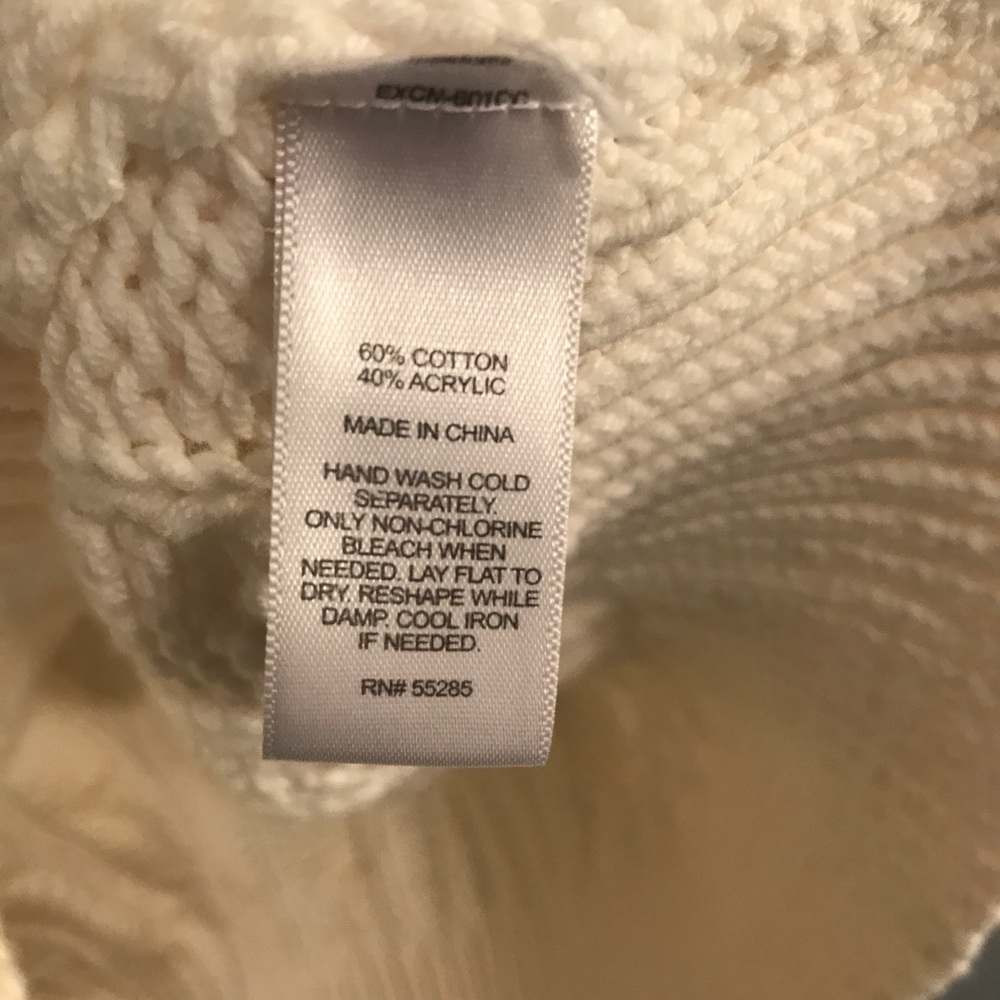 60% COTTON
40% ACRYLIC
MADE IN CHINA
HAND WASH COLD
SEPARATELY.
ONLY NON-CHLORINE
BLEACH WHEN
NEEDED. LAY FLAT TO
DRY. RESHAPE WHILE
DAMP. COOL IRON
IF NEEDED.
RN# 55285